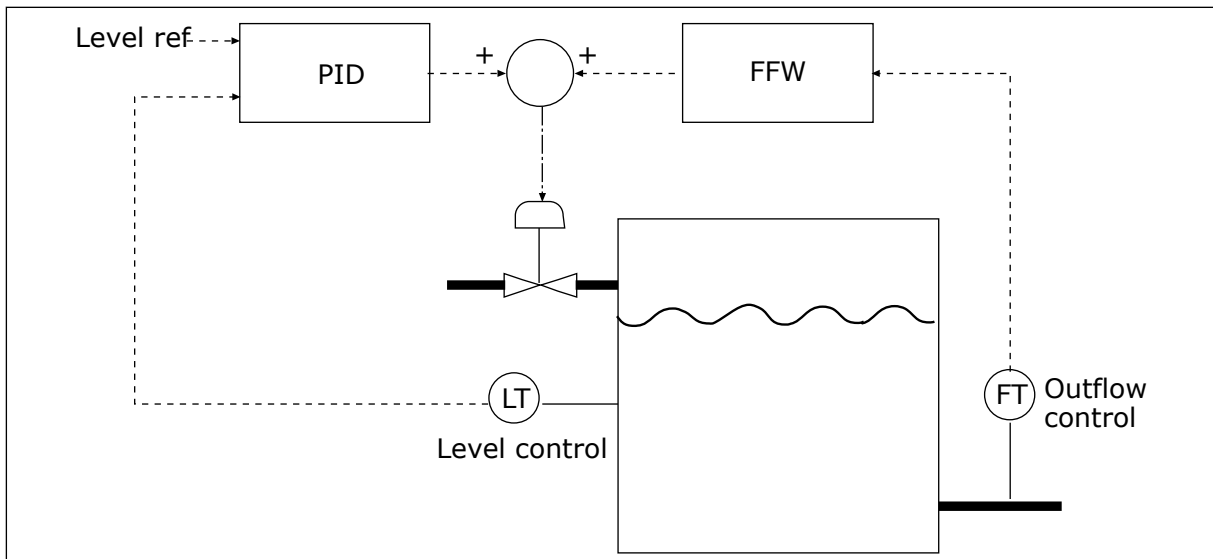 Level ref
PID
+
+
FFW
LT
Level control
FT
Outflow
control